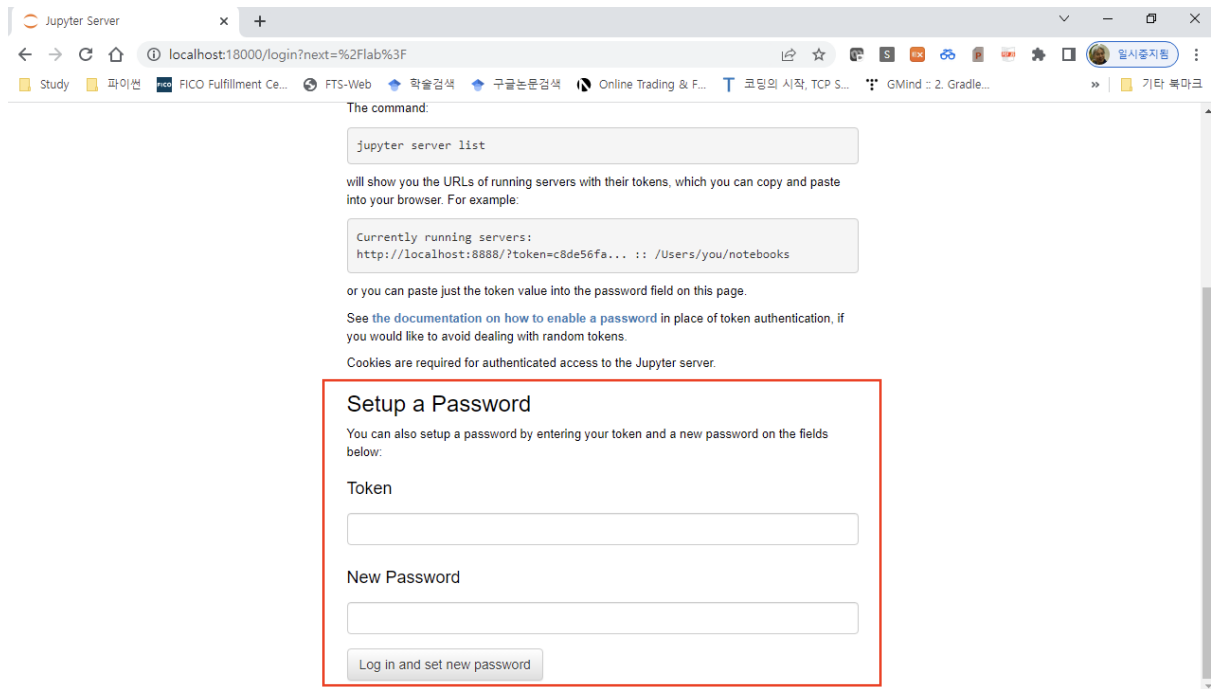 Jupyter Server
localhost:18000/login?next=%2Flab%3F
일시중지됨
Study 파이썬 FICO FICO Fulfillment Ce... FTS-Web 학술검색 구글논문검색 Online Trading & F... T 코딩의 시작, TCP S... GMind :: 2. Gradle... » 기타 북마크
The command:
jupyter server list
will show you the URLs of running servers with their tokens, which you can copy and paste
into your browser. For example:
Currently running servers:
http://localhost:8888/?token=c8de56fa... :: /Users/you/notebooks
or you can paste just the token value into the password field on this page.
See the documentation on how to enable a password in place of token authentication, if
you would like to avoid dealing with random tokens.
Cookies are required for authenticated access to the Jupyter server.
Setup a Password
You can also setup a password by entering your token and a new password on the fields
below:
Token
New Password
Log in and set new password